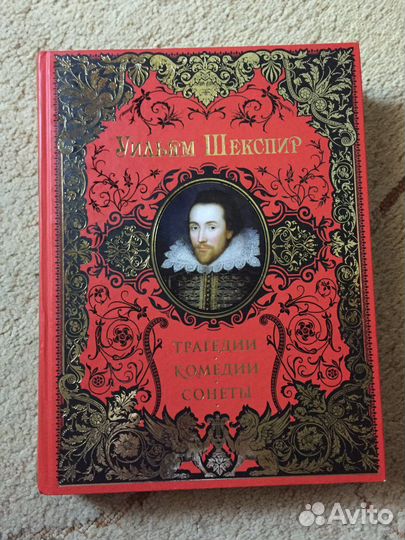 Уильям Шекспир
Трагедии
Комедии
Сонеты
Avito